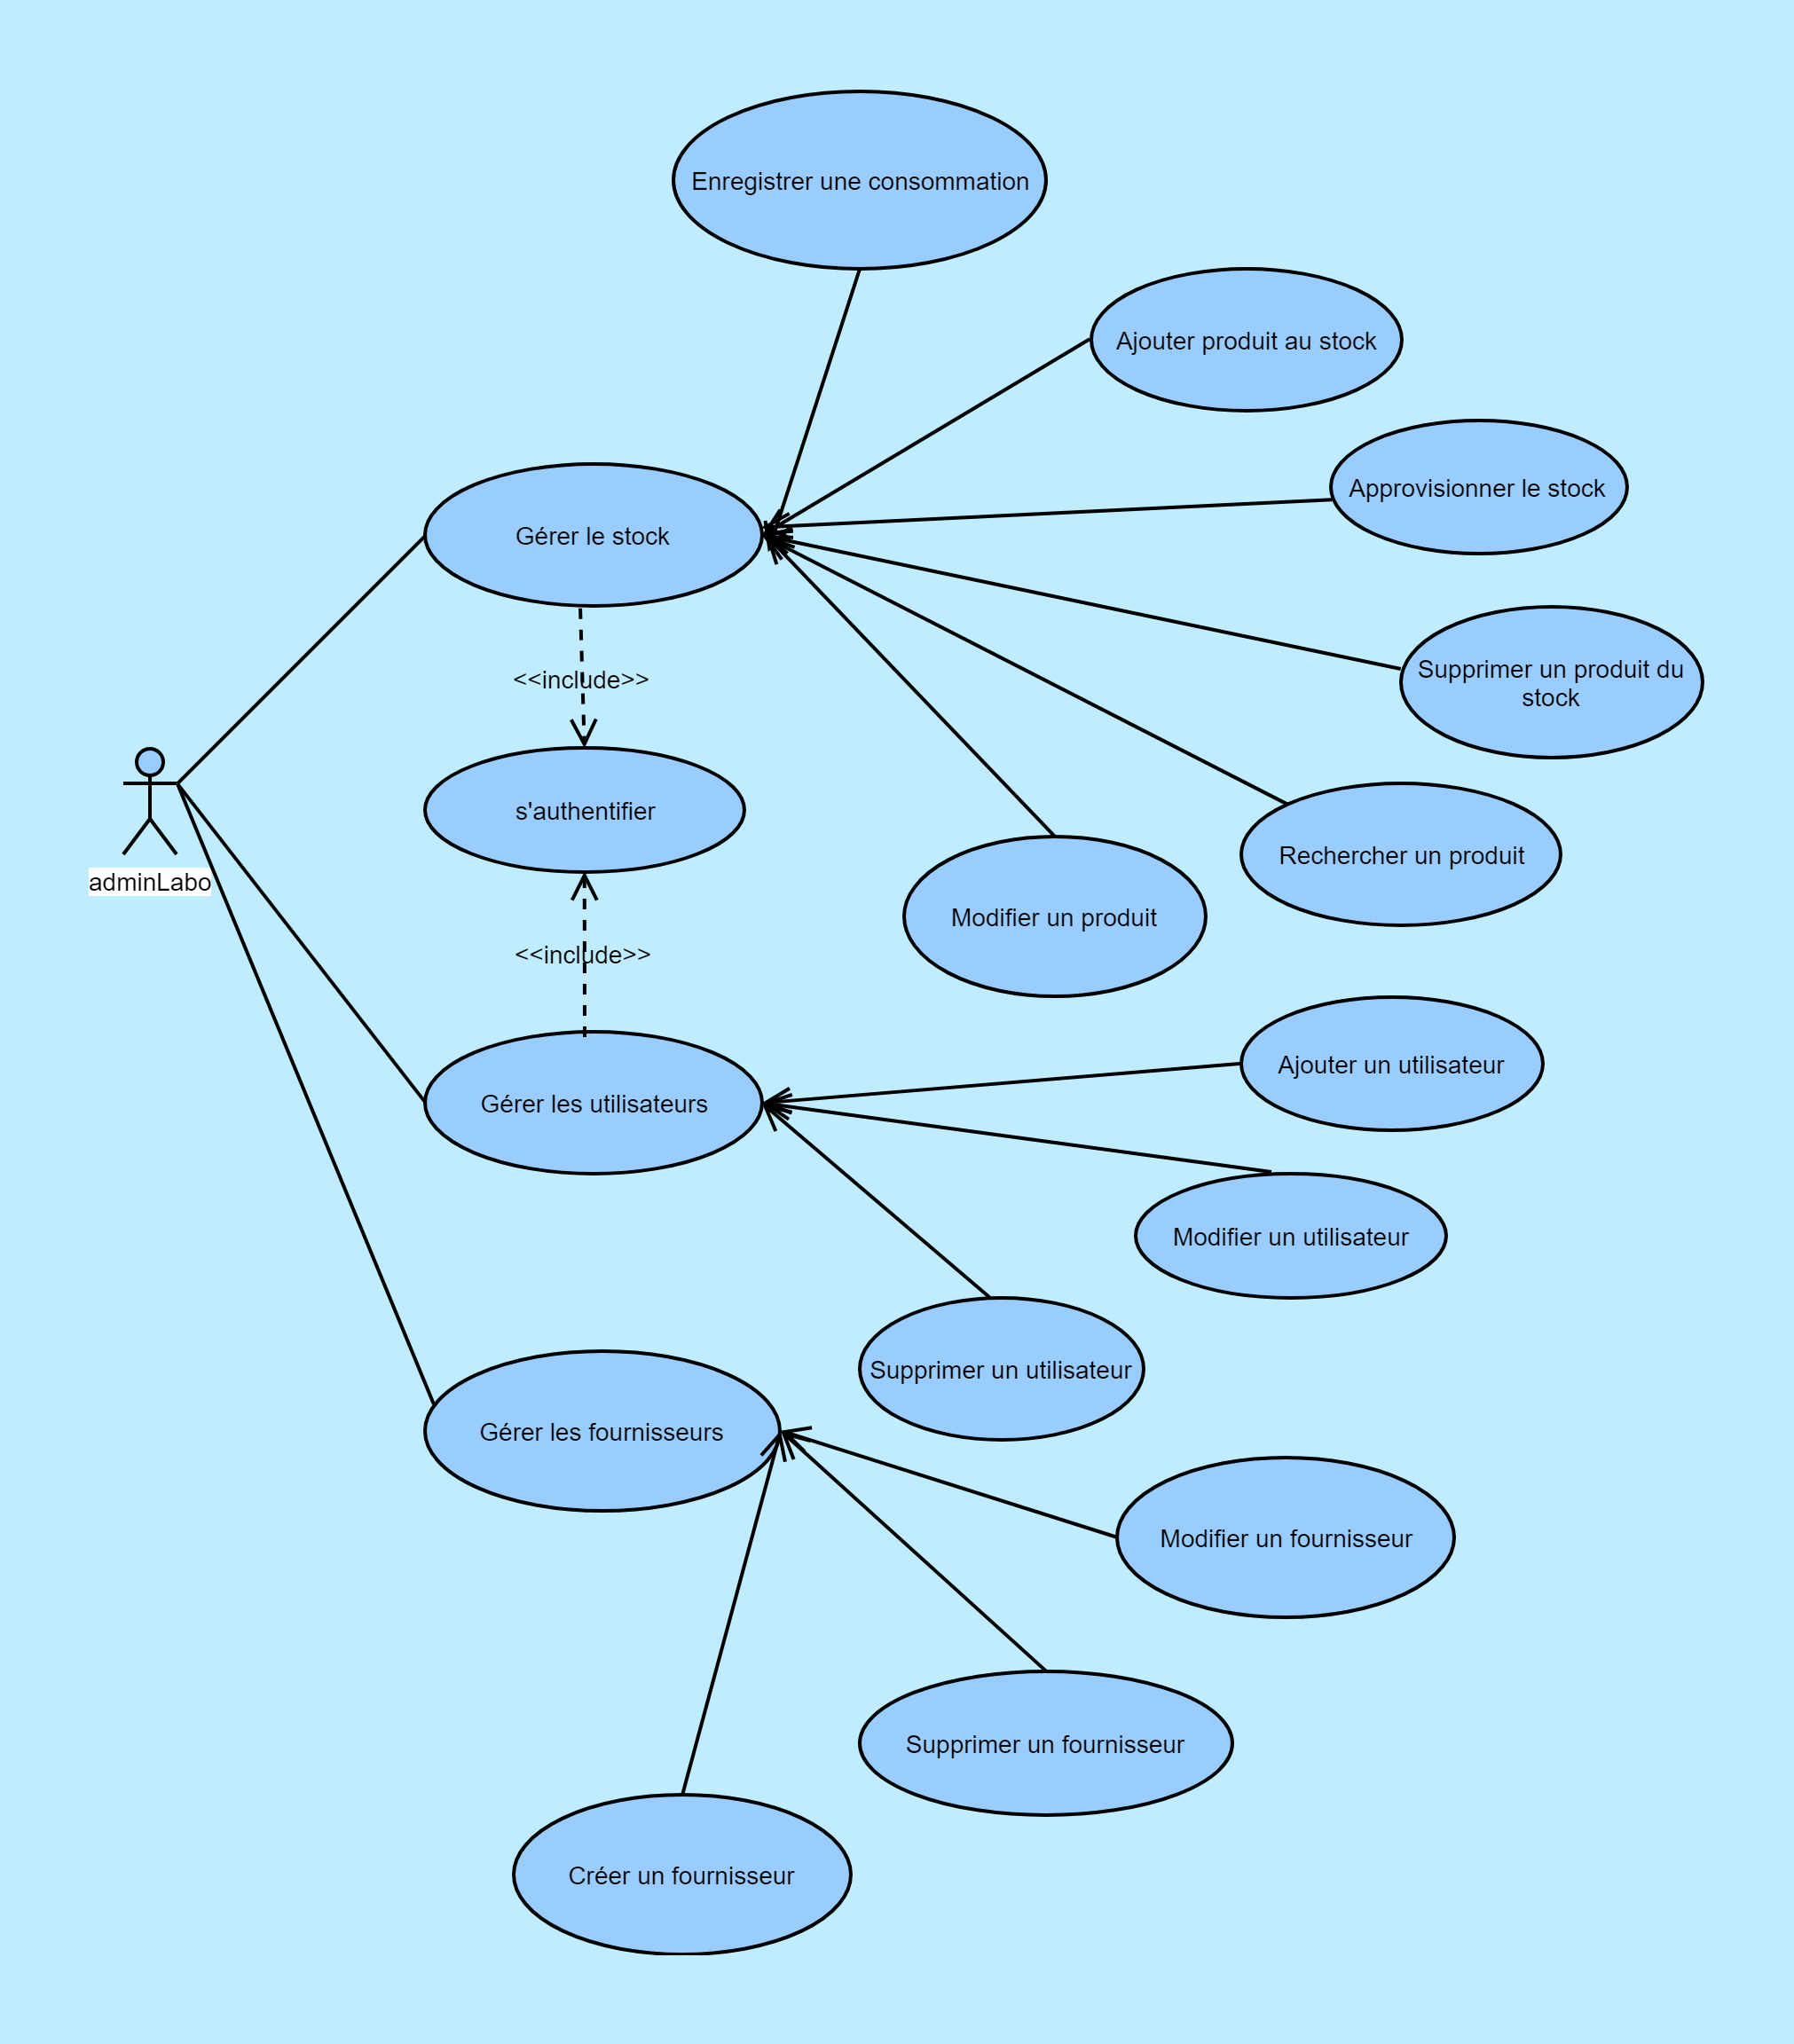 Enregistrer une consommation
Ajouter produit au stock
Approvisionner le stock
Gérer le stock
Supprimer un produit du
stock
<<include>>
s'authentifier
Rechercher un produit
adminLabo
Modifier un produit
<<include>>
Ajouter un utilisateur
Gérer les utilisateurs
Modifier un utilisateur
Supprimer un utilisateur
Gérer les fournisseurs
Modifier un fournisseur
Supprimer un fournisseur
Créer un fournisseur